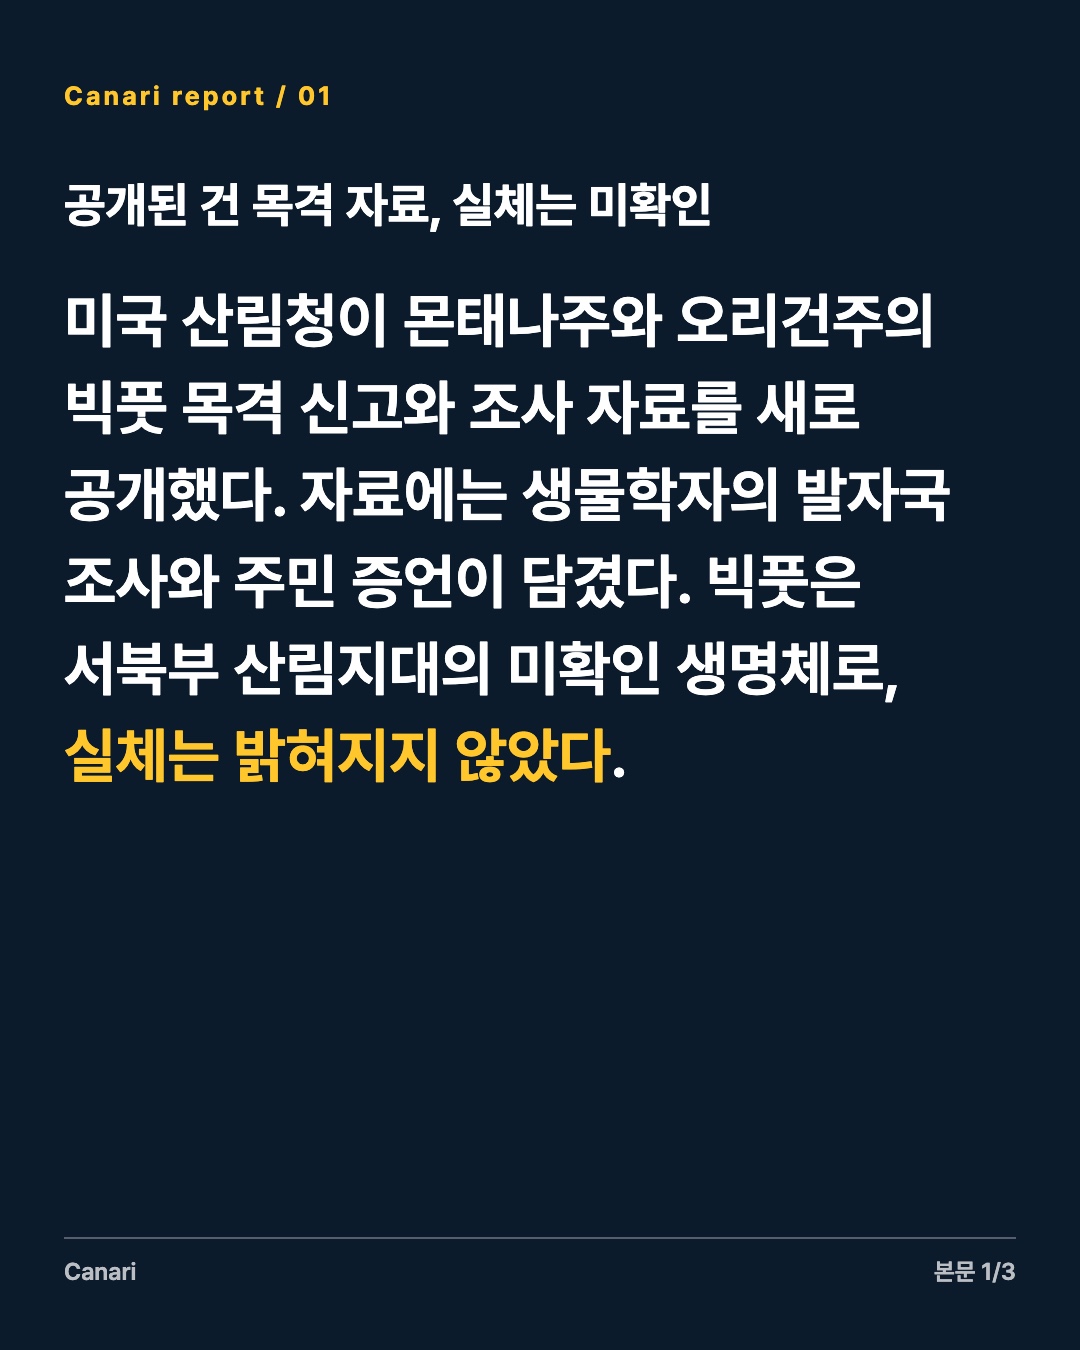 Canari report / 01
공개된 건 목격 자료, 실체는 미확인
미국 산림청이 몬태나주와 오리건주의
빅풋 목격 신고와 조사 자료를 새로
공개했다. 자료에는 생물학자의 발자국
조사와 주민 증언이 담겼다. 빅풋은
서북부 산림지대의 미확인 생명체로,
실체는 밝혀지지 않았다.
Canari
본문 1/3